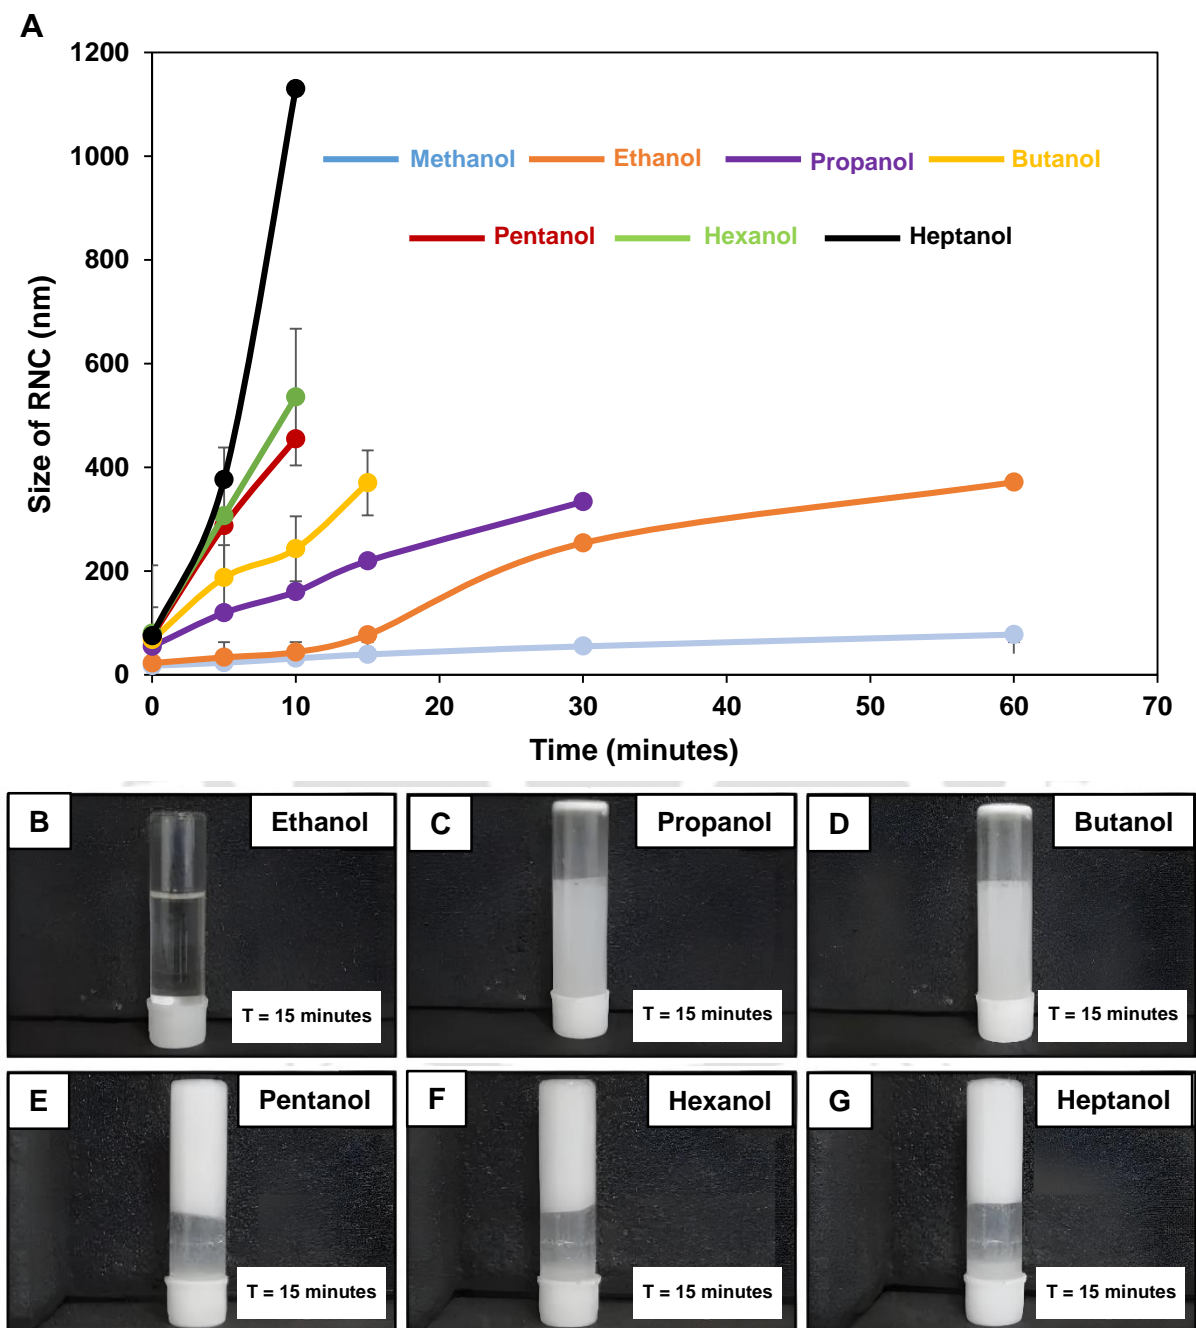 A
1200
1000
800
600
400
200
0
Size of RNC (nm)
Methanol Ethanol Propanol Butanol
Pentanol Hexanol Heptanol
0 10 20 30 40 50 60 70
Time (minutes)
B Ethanol
T = 15 minutes
C Propanol
T = 15 minutes
D Butanol
T = 15 minutes
E Pentanol
T = 15 minutes
F Hexanol
T = 15 minutes
G Heptanol
T = 15 minutes